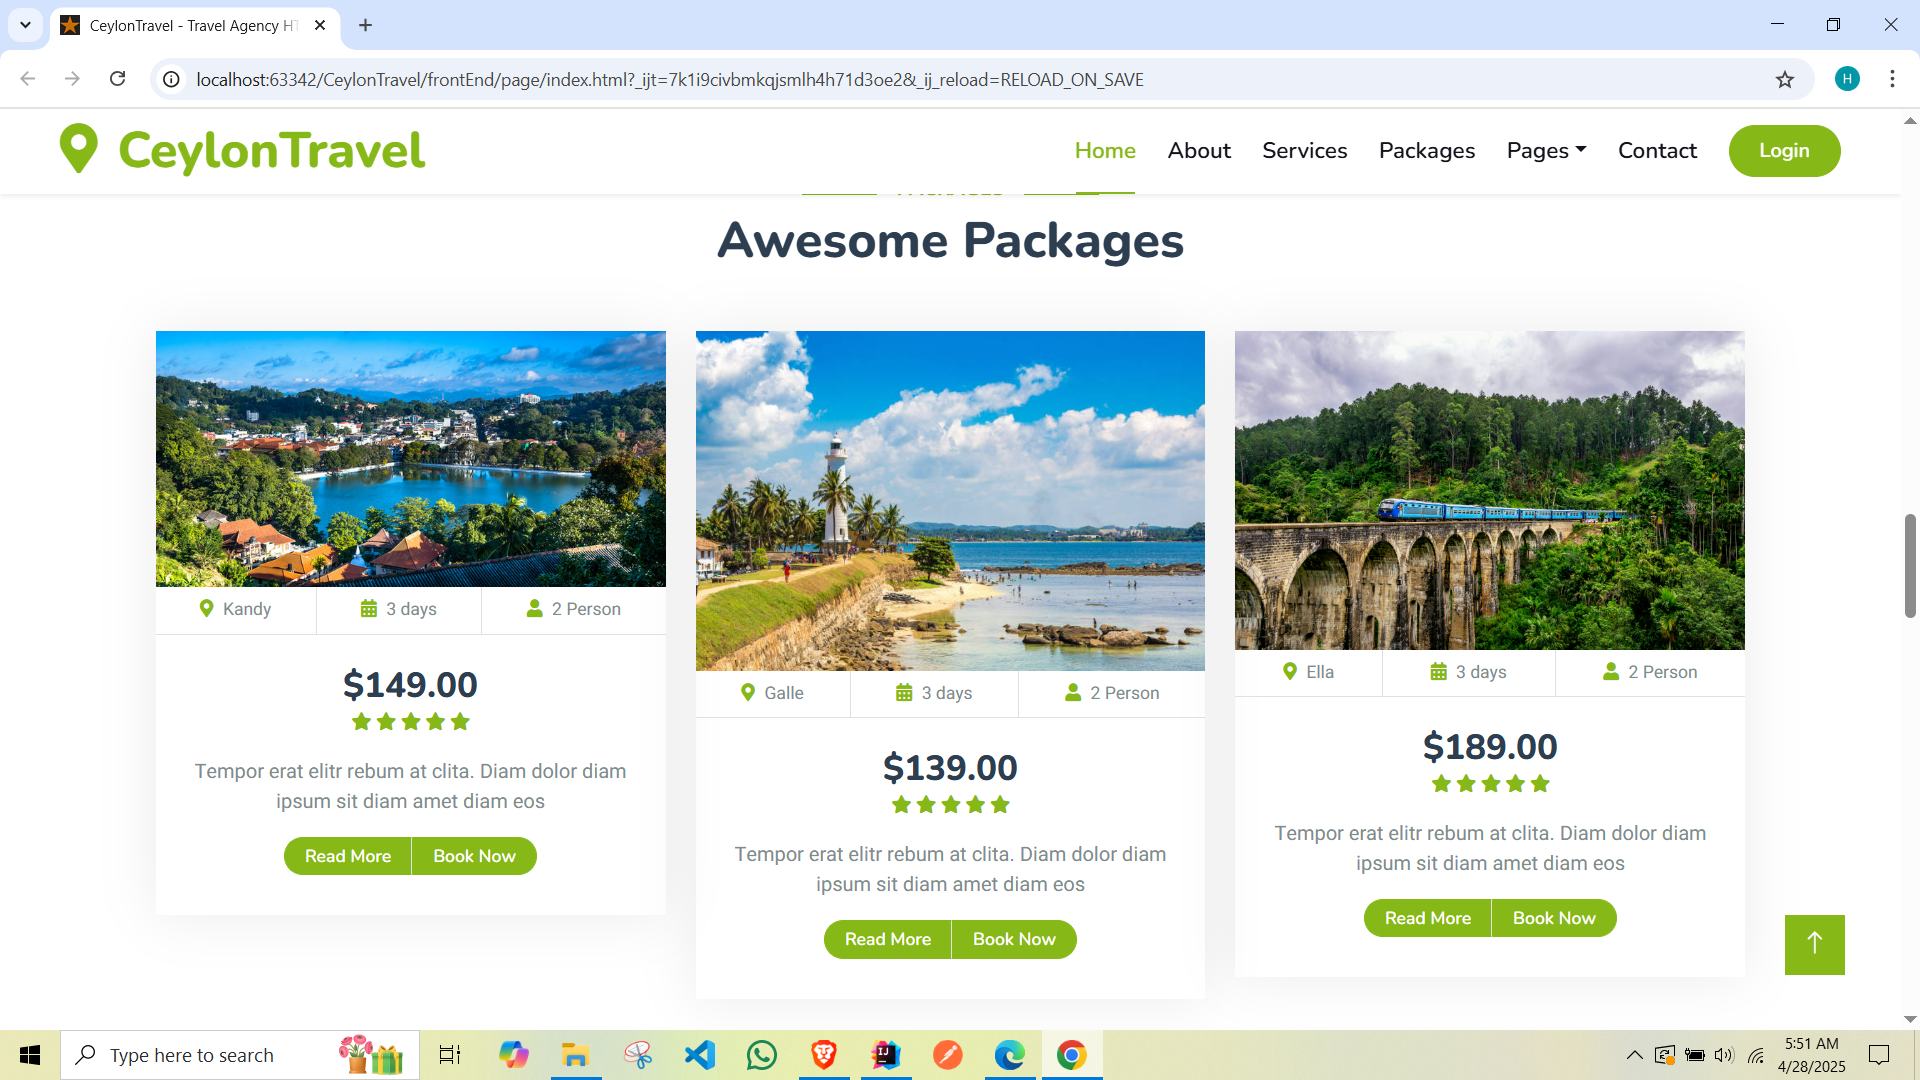 CeylonTravel - Travel Agency HT
localhost:63342/CeylonTravel/frontEnd/page/index.html?_ijt=7k1i9civbmkqjsmlh4h71d3oe2&_ij_reload=RELOAD_ON_SAVE
H
CeylonTravel
Home About Services Packages Pages Contact Login
Awesome Packages
Kandy 3 days 2 Person
$149.00
Tempor erat elitr rebum at clita. Diam dolor diam
ipsum sit diam amet diam eos
Read More Book Now
Galle 3 days 2 Person
$139.00
Tempor erat elitr rebum at clita. Diam dolor diam
ipsum sit diam amet diam eos
Read More Book Now
Ella 3 days 2 Person
$189.00
Tempor erat elitr rebum at clita. Diam dolor diam
ipsum sit diam amet diam eos
Read More Book Now
Type here to search
IJ
5:51 AM
4/28/2025